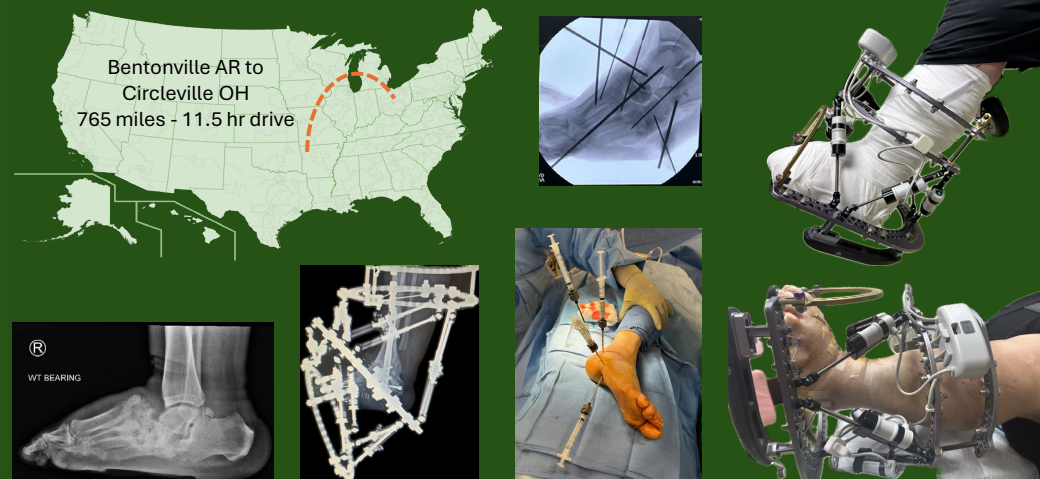 Bentonville AR to
Circleville OH
765 miles - 11.5 hr drive
R
WT BEARING